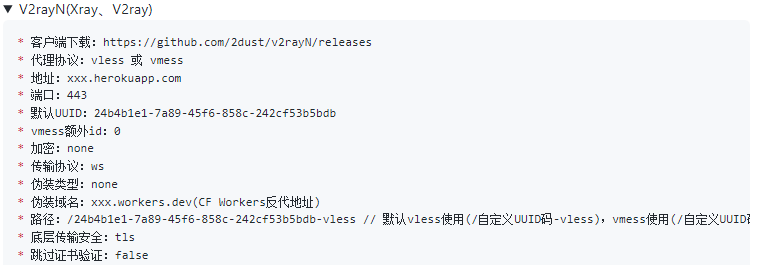 ▼ V2rayN(Xray、V2ray)
* 客户端下载：https://github.com/2dust/v2rayN/releases
* 代理协议：vless 或 vmess
* 地址：xxx.herokuapp.com
* 端口：443
* 默认UUID：24b4b1e1-7a89-45f6-858c-242cf53b5bdb
* vmess额外id：0
* 加密：none
* 传输协议：ws
* 伪装类型：none
* 伪装域名：xxx.workers.dev(CF Workers反代地址)
* 路径：/24b4b1e1-7a89-45f6-858c-242cf53b5bdb-vless // 默认vless使用(/自定义UUID码-vless)，vmess使用(/自定义UUID
* 底层传输安全：tls
* 跳过证书验证：false